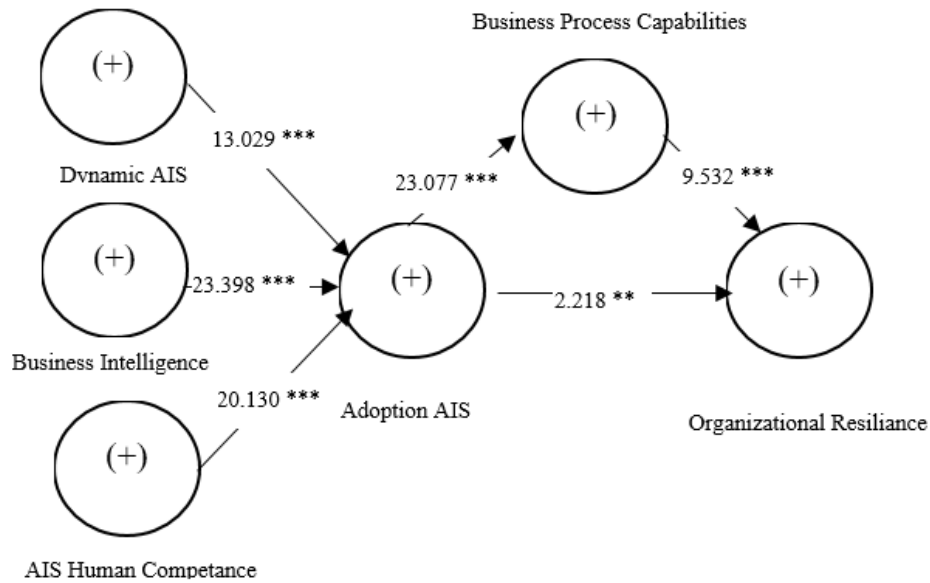 Business Process Capabilities
(+)
(+)
13.029 ***
23.077 ***
9.532 ***
Dvnamic AIS
(+)
-23.398 ***
(+)
2.218 **
(+)
Business Intelligence
20.130 ***
Adoption AIS
Organizational Resiliance
(+)
AIS Human Competance